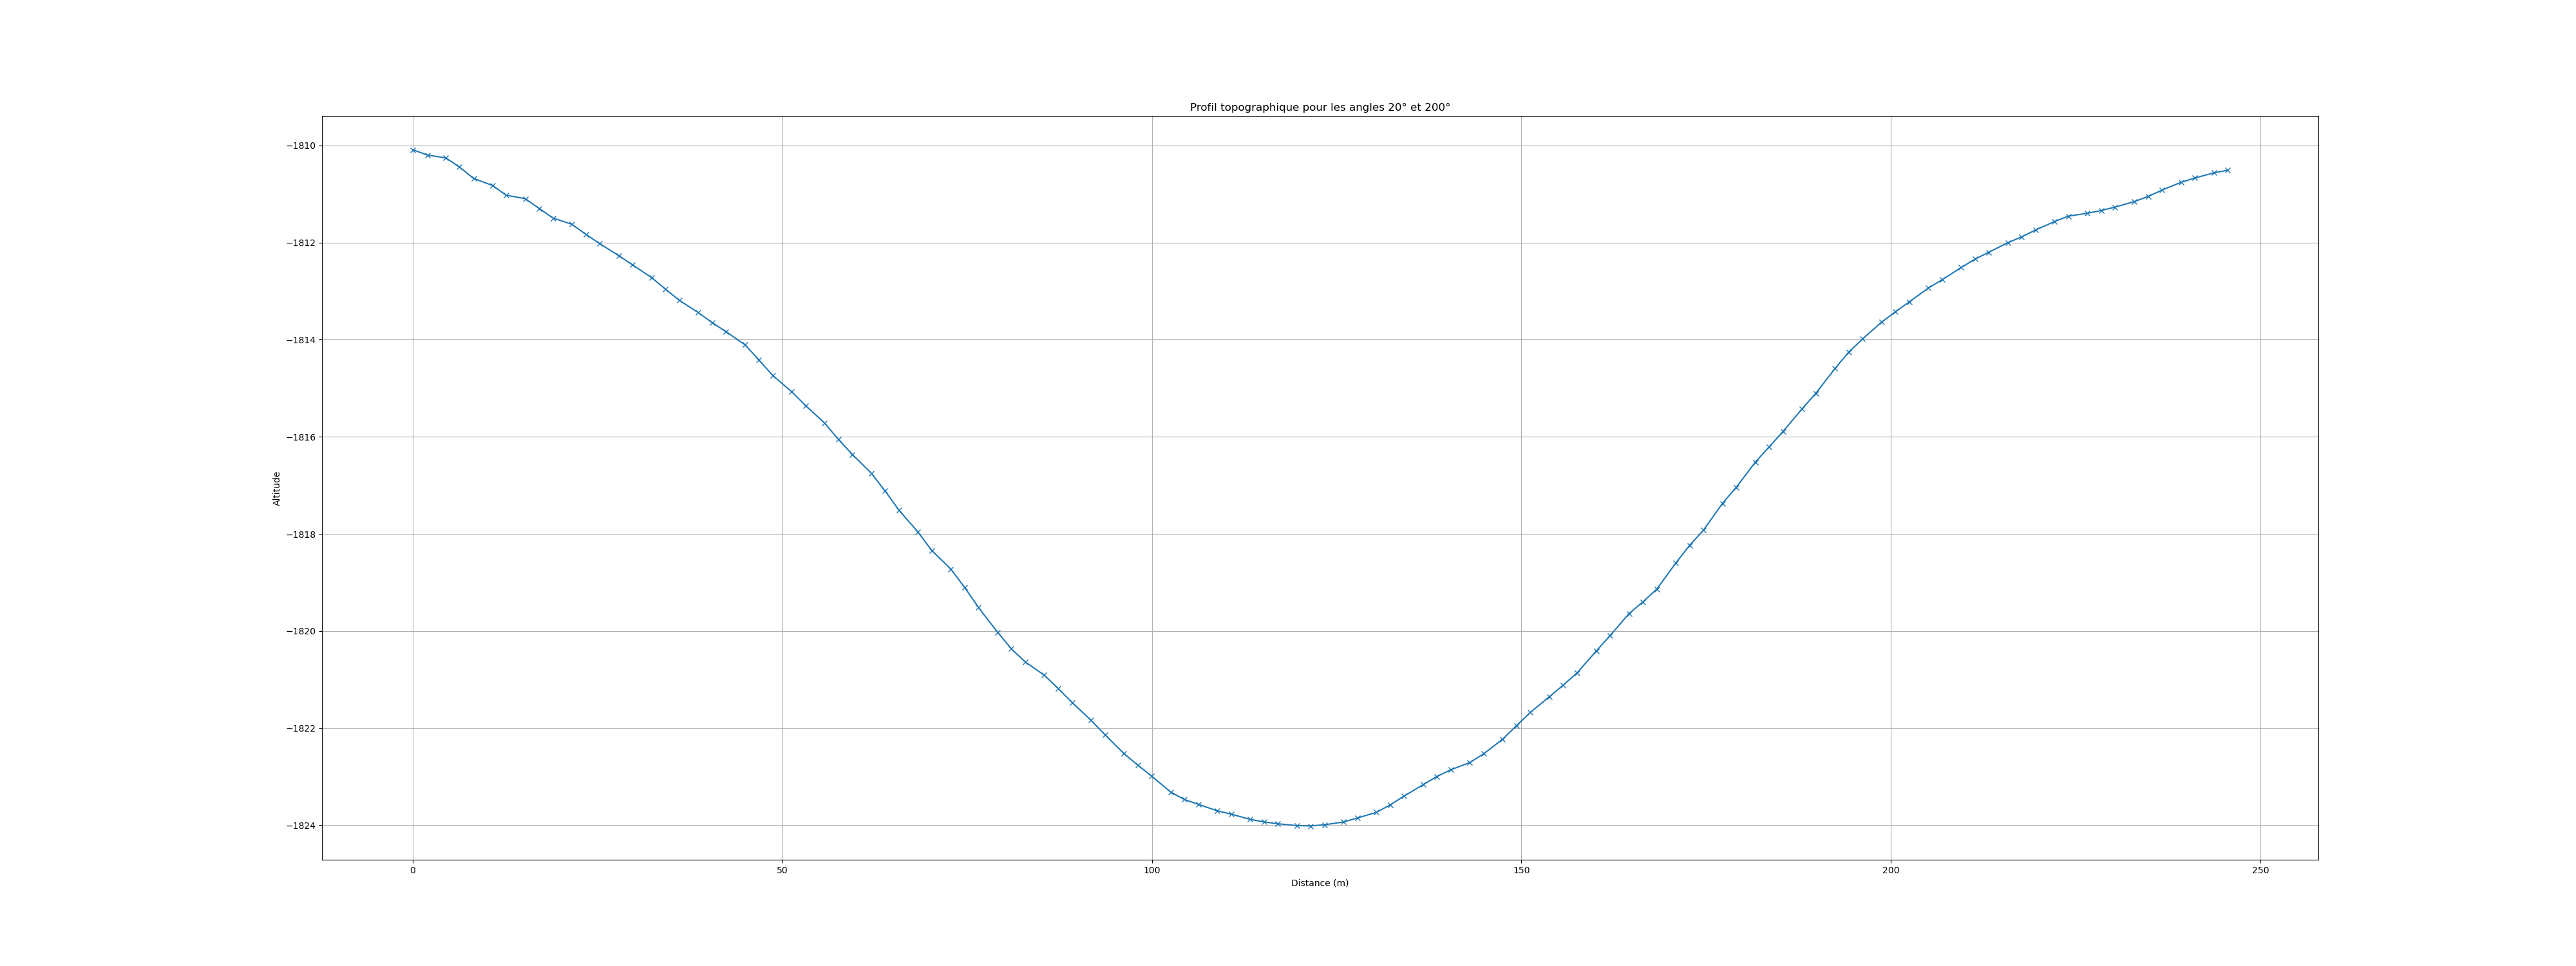 Profil topographique pour les angles 20° et 200°
Altitude
−1810
−1812
−1814
−1816
−1818
−1820
−1822
−1824
0 50 100 150 200 250
Distance (m)